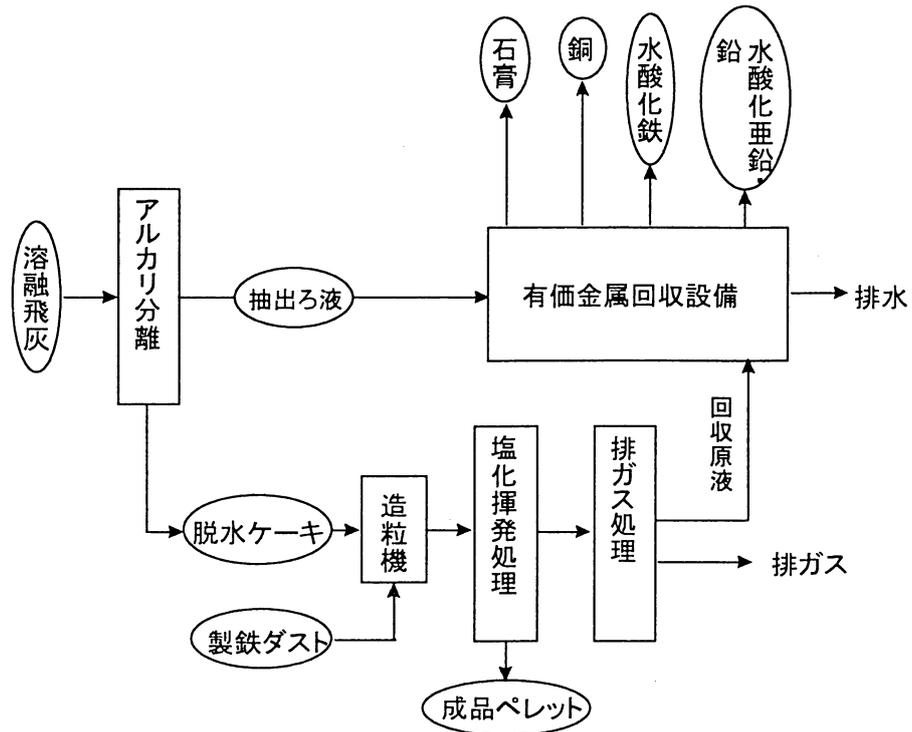 石膏
銅
水酸化鉄
水酸化亜鉛・
鉛
溶融飛灰
アルカリ分離
抽出ろ液
有価金属回収設備
排水
回収原液
脱水ケーキ
造粒機
塩化揮発処理
排ガス処理
排ガス
製鉄ダスト
成品ペレット